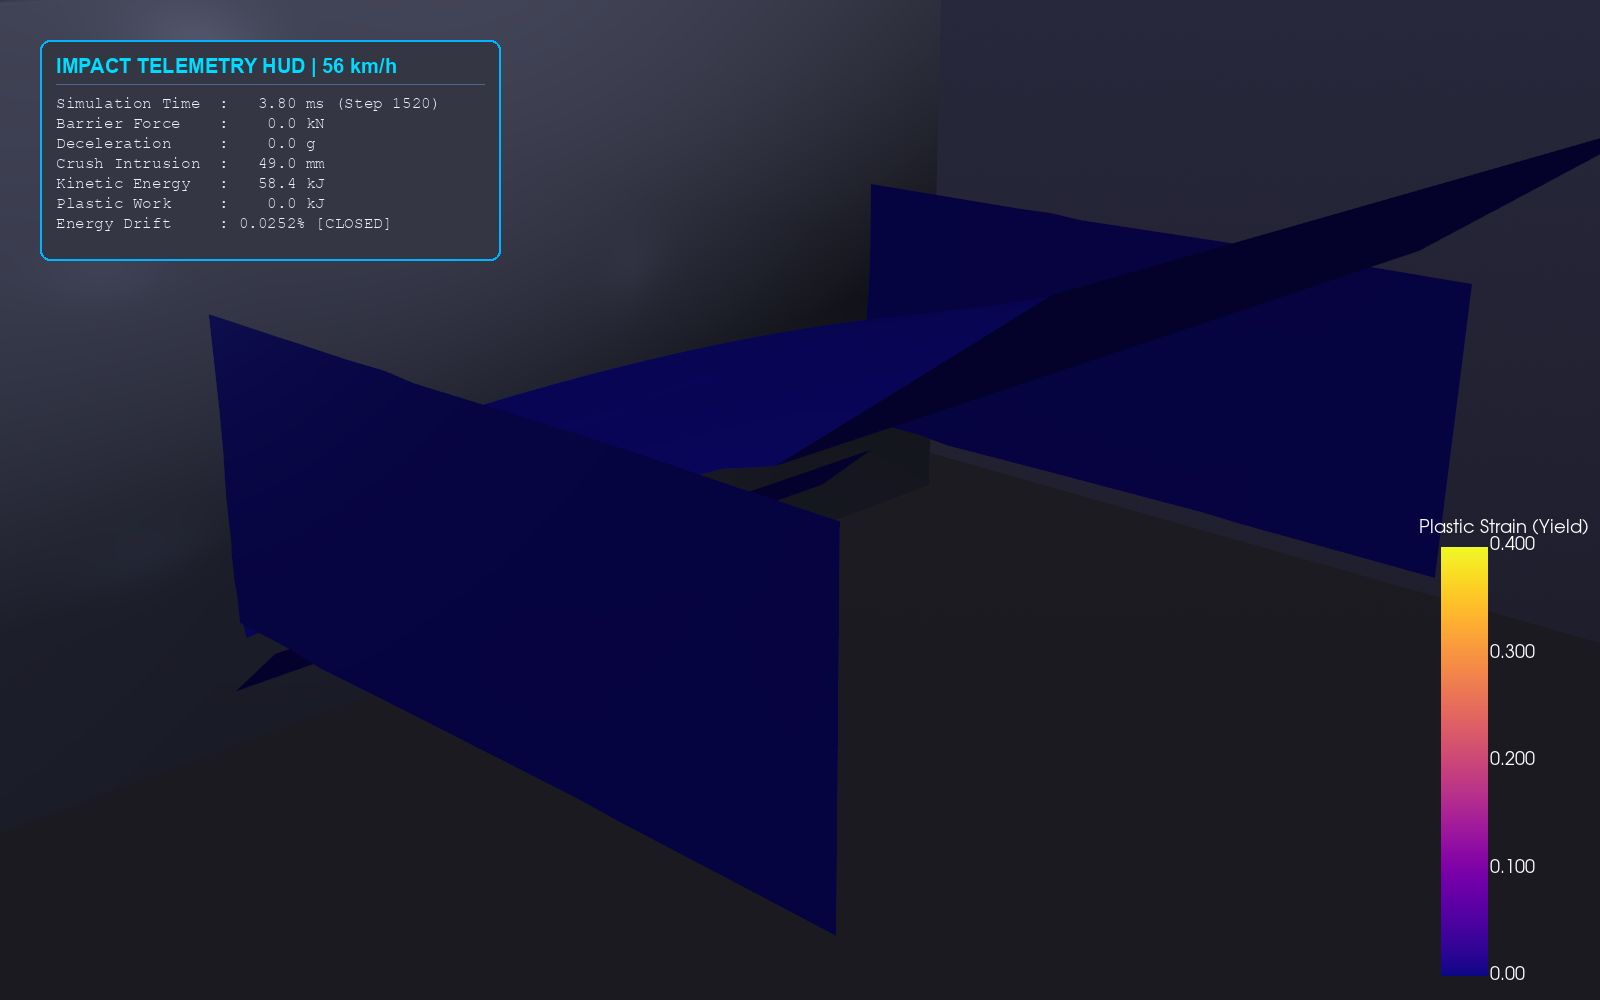 IMPACT TELEMETRY HUD | 56 km/h
Simulation Time : 3.80 ms (Step 1520)
Barrier Force : 0.0 kN
Deceleration : 0.0 g
Crush Intrusion : 49.0 mm
Kinetic Energy : 58.4 kJ
Plastic Work : 0.0 kJ
Energy Drift : 0.0252% [CLOSED]
Plastic Strain (Yield)
0.400
0.300
0.200
0.100
0.00